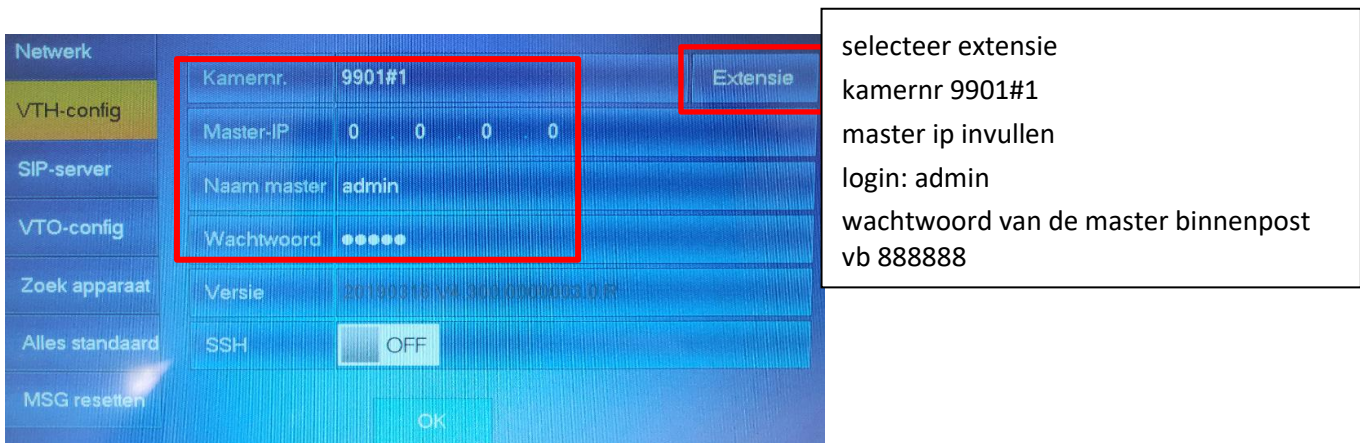 Netwerk
VTH-config
SIP-server
VTO-config
Zoek apparaat
Alles standaard
MSG resetten
Kamernr. 9901#1 Extensie
Master-IP 0 . 0 . 0 . 0
Naam master admin
Wachtwoord ●●●●●
Versie
SSH OFF
OK
selecteer extensie
kamernr 9901#1
master ip invullen
login: admin
wachtwoord van de master binnenpost
vb 888888